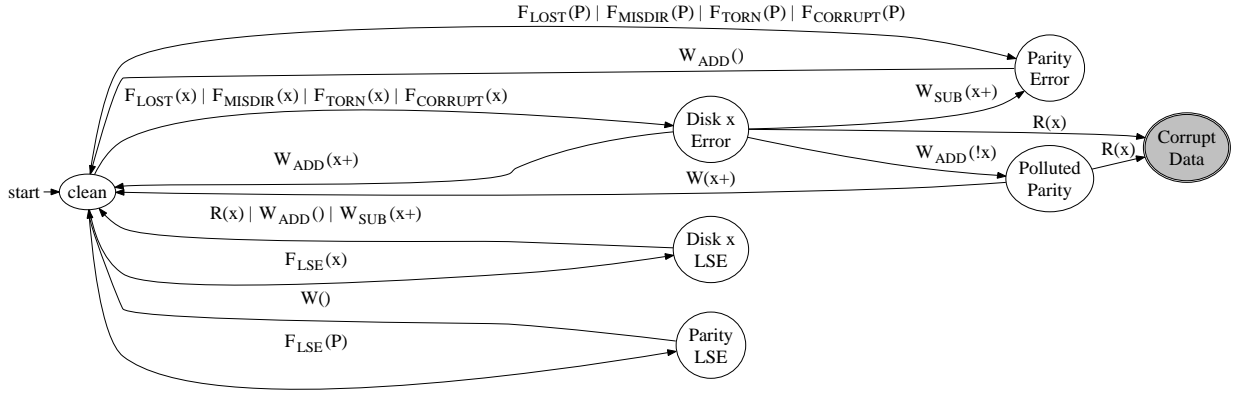 F_LOST(P) | F_MISDIR(P) | F_TORN(P) | F_CORRUPT(P)
W_ADD()
Parity
Error
F_LOST(x) | F_MISDIR(x) | F_TORN(x) | F_CORRUPT(x)
W_SUB(x+)
Disk x
Error
R(x)
Corrupt
Data
W_ADD(x+)
W_ADD(!x)
R(x)
Polluted
Parity
W(x+)
start
clean
R(x) | W_ADD() | W_SUB(x+)
Disk x
LSE
F_LSE(x)
W()
Parity
LSE
F_LSE(P)